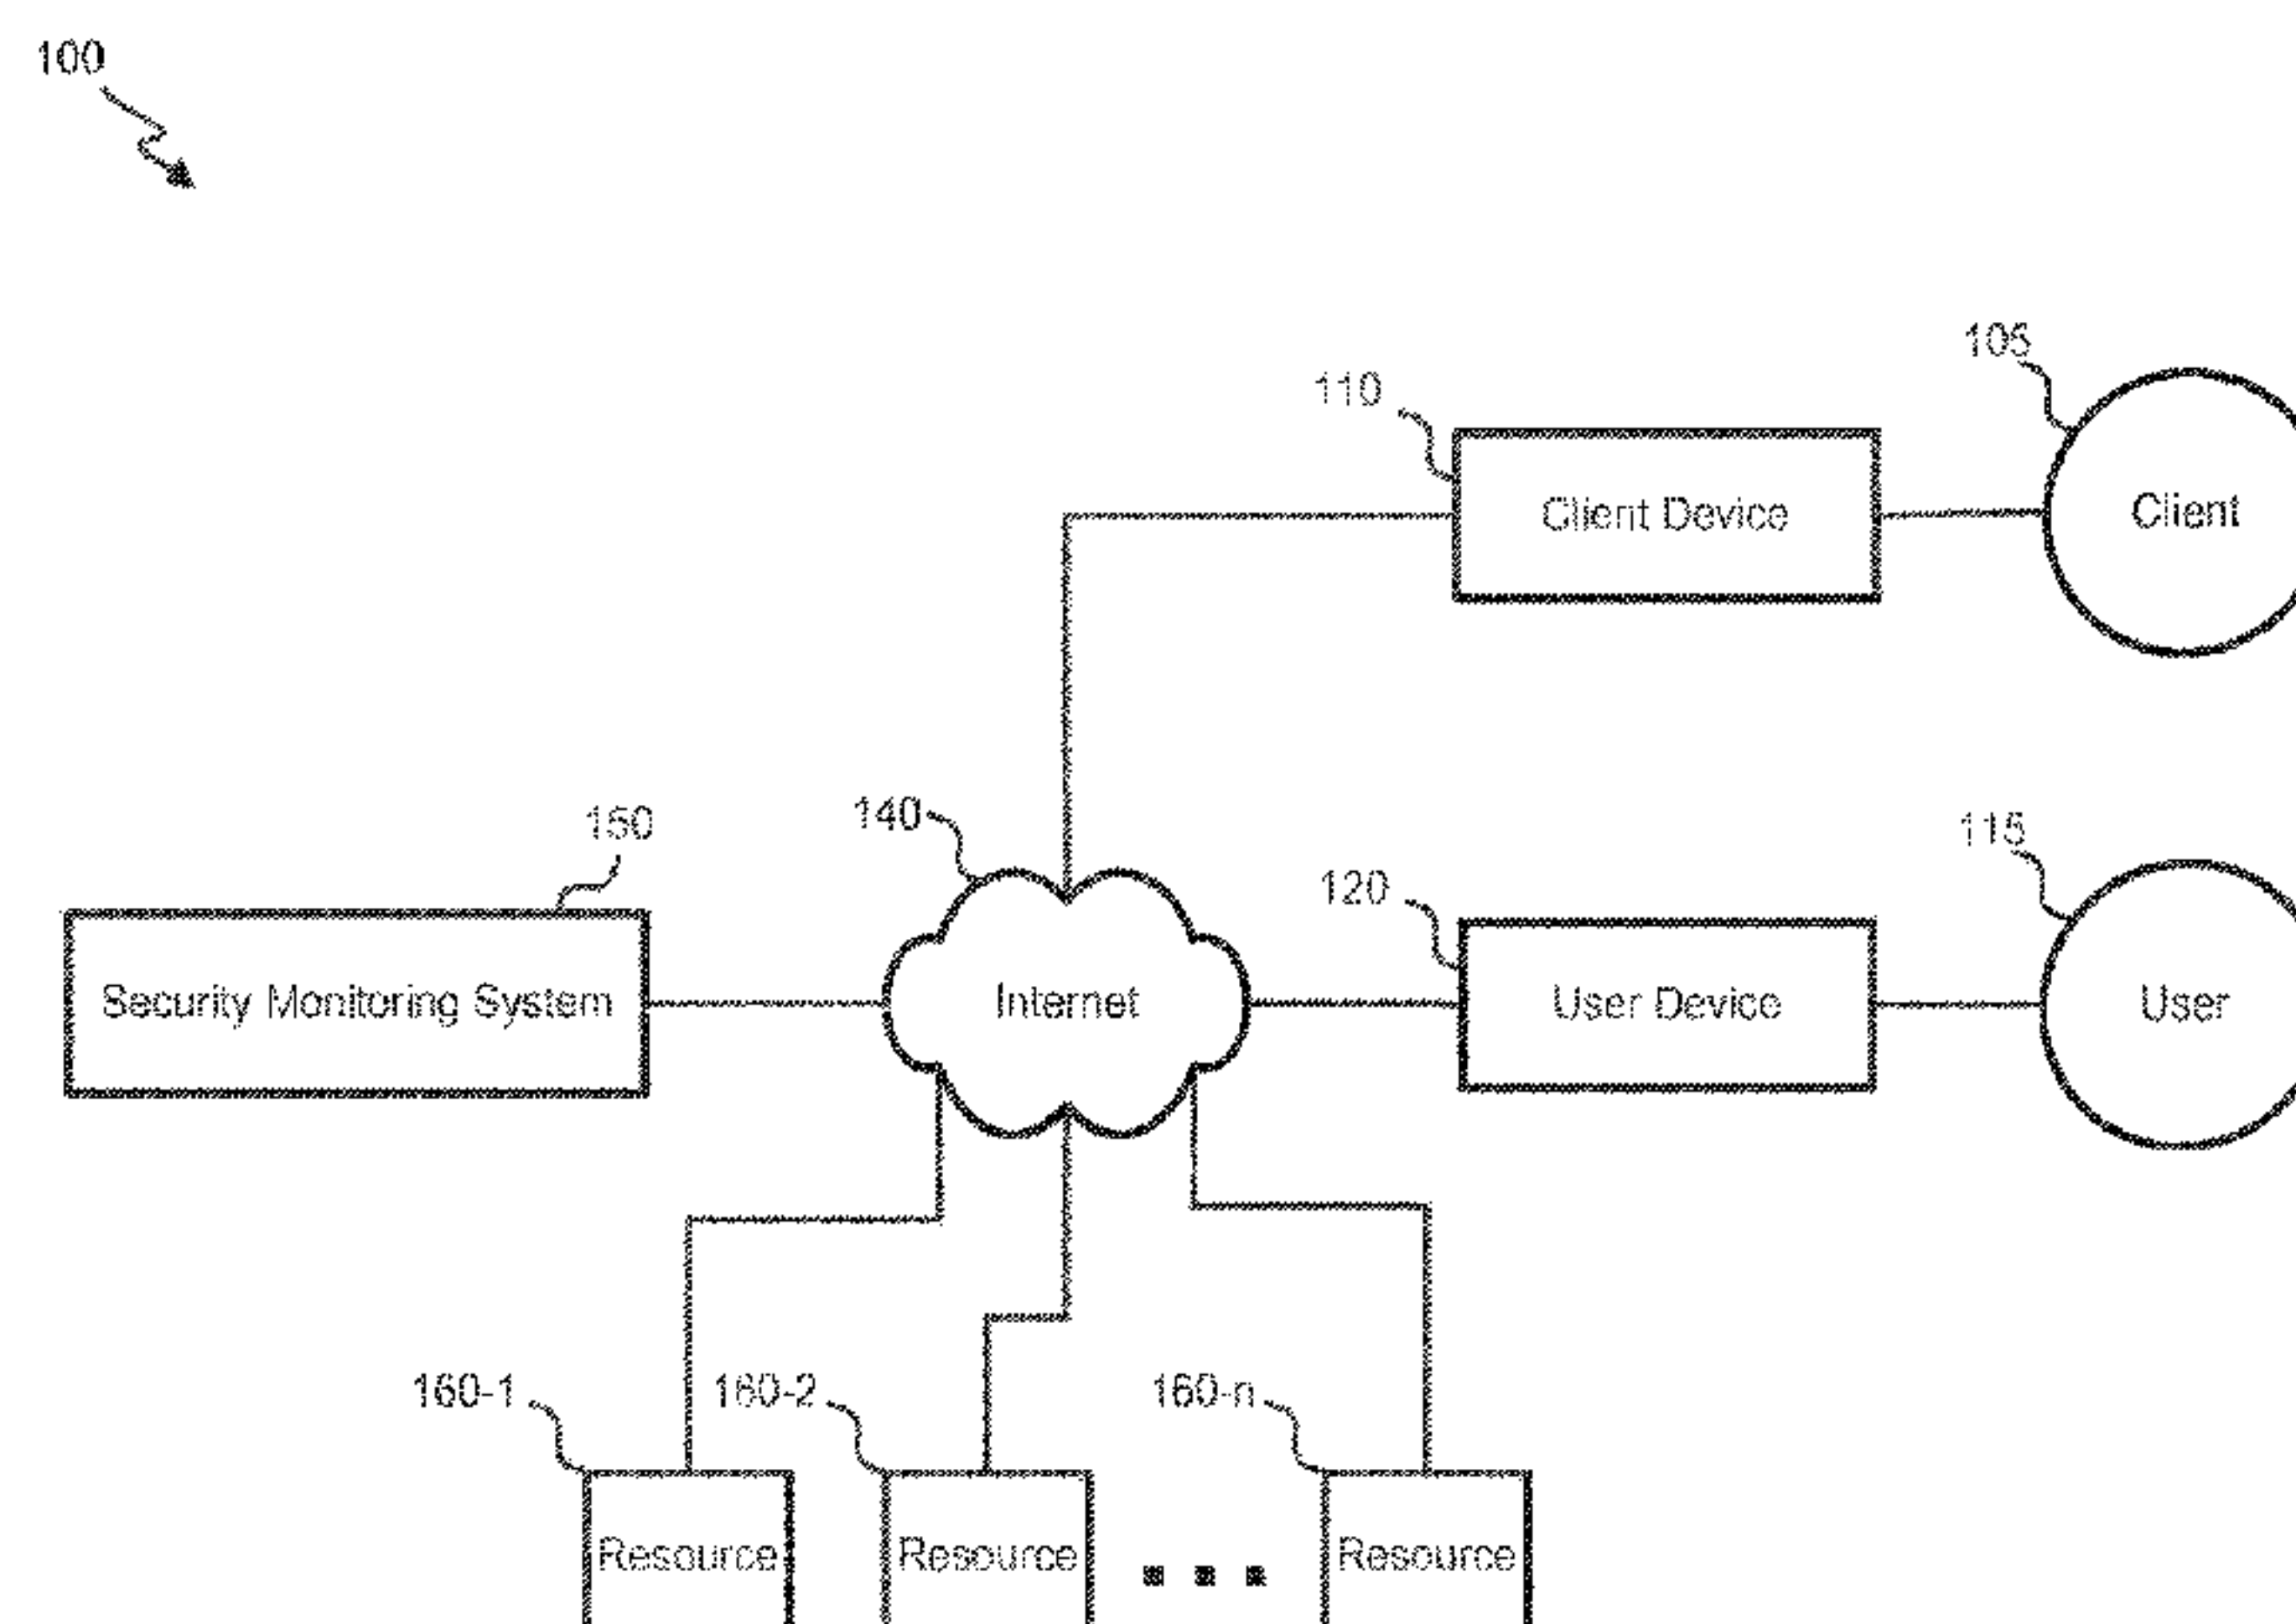 100
105
110
Client Device
Client
150
140
115
120
Security Monitoring System
Internet
User Device
User
160-1
160-2
160-n
Resource
Resource
Resource